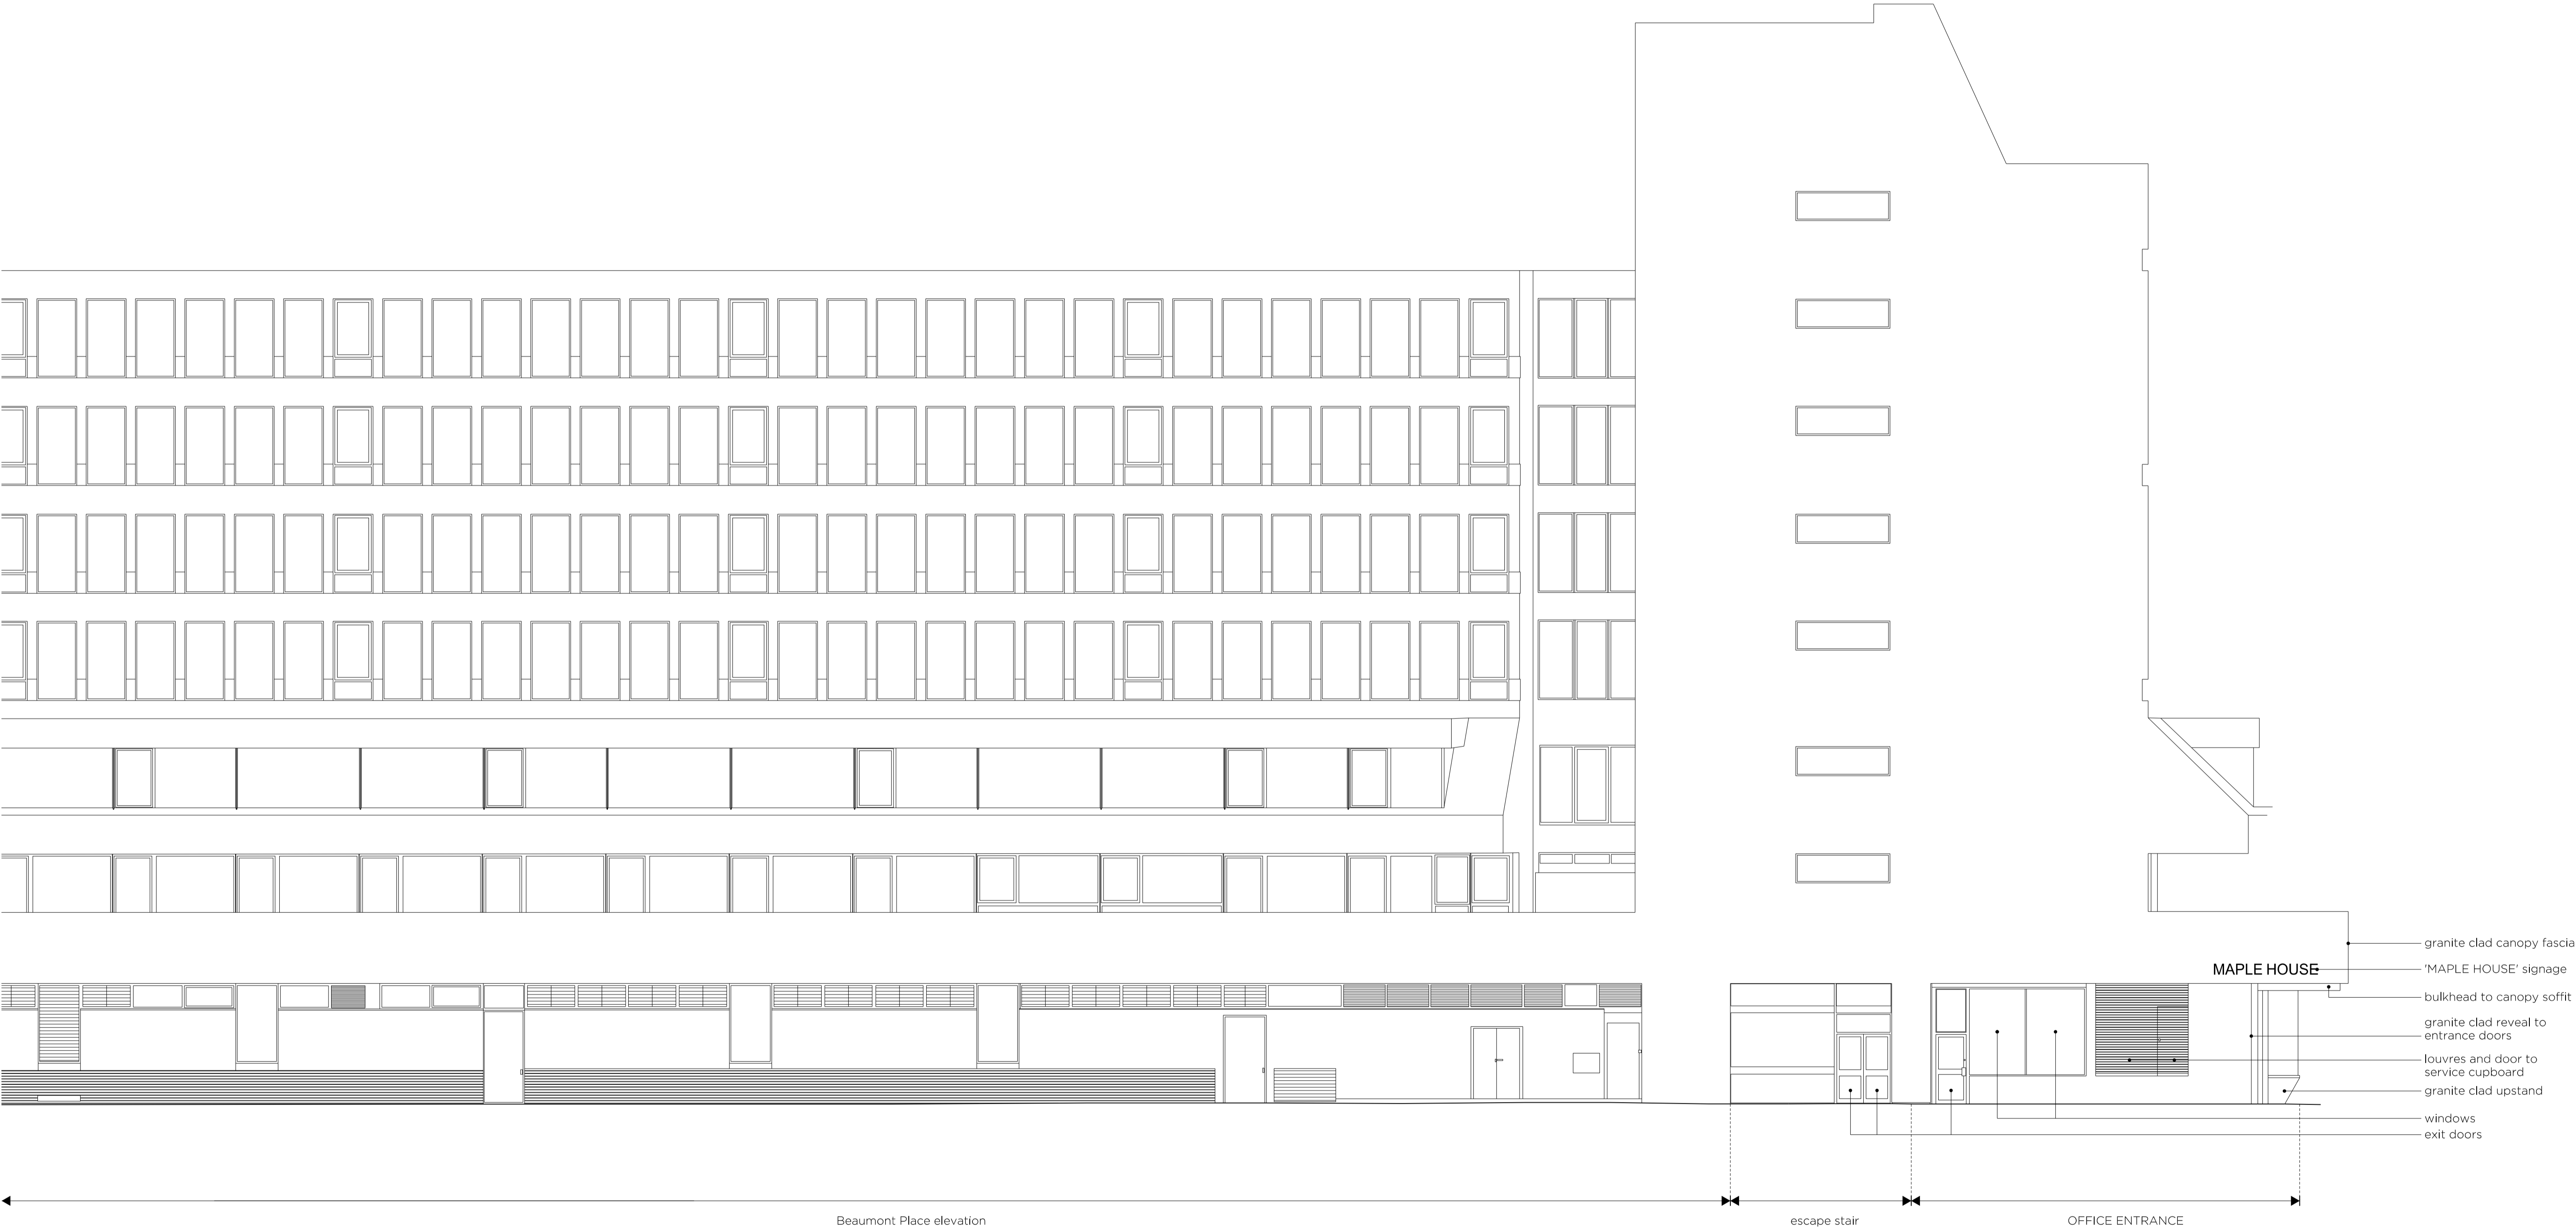 granite clad canopy fascia
MAPLE HOUSE
'MAPLE HOUSE' signage
bulkhead to canopy soffit
granite clad reveal to
entrance doors
louvres and door to
service cupboard
granite clad upstand
windows
exit doors
Beaumont Place elevation
escape stair
OFFICE ENTRANCE